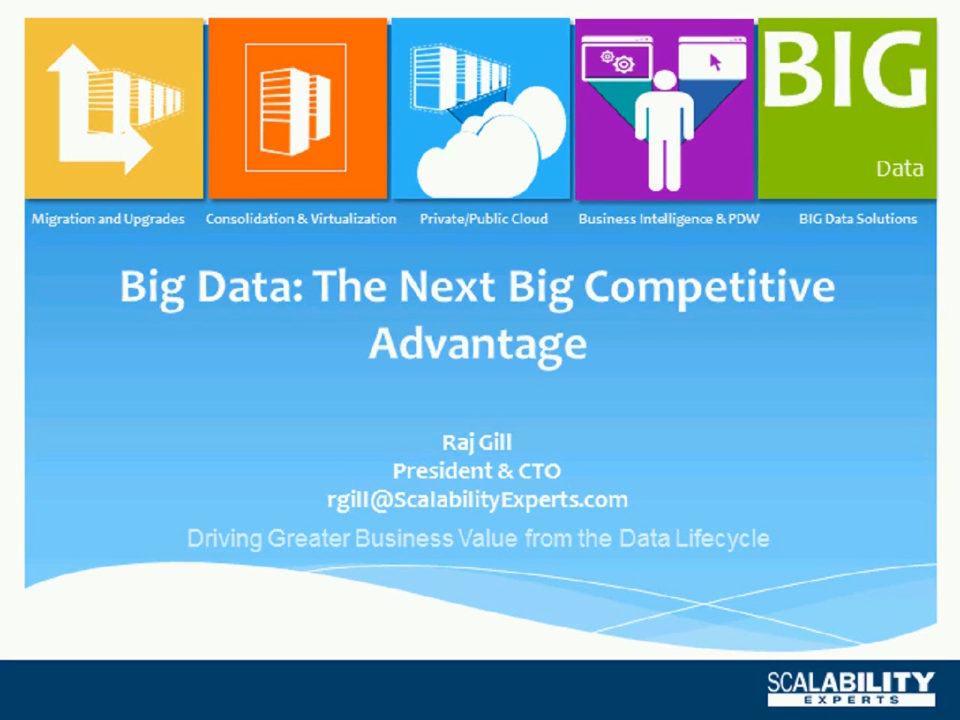 BIG
Data
Migration and Upgrades
Consolidation & Virtualization
Private/Public Cloud
Business Intelligence & PDW
BIG Data Solutions
Big Data: The Next Big Competitive
Advantage
Raj Gill
President & CTO
rgill@ScalabilityExperts.com
Driving Greater Business Value from the Data Lifecycle
SCALABILITY
EXPERTS